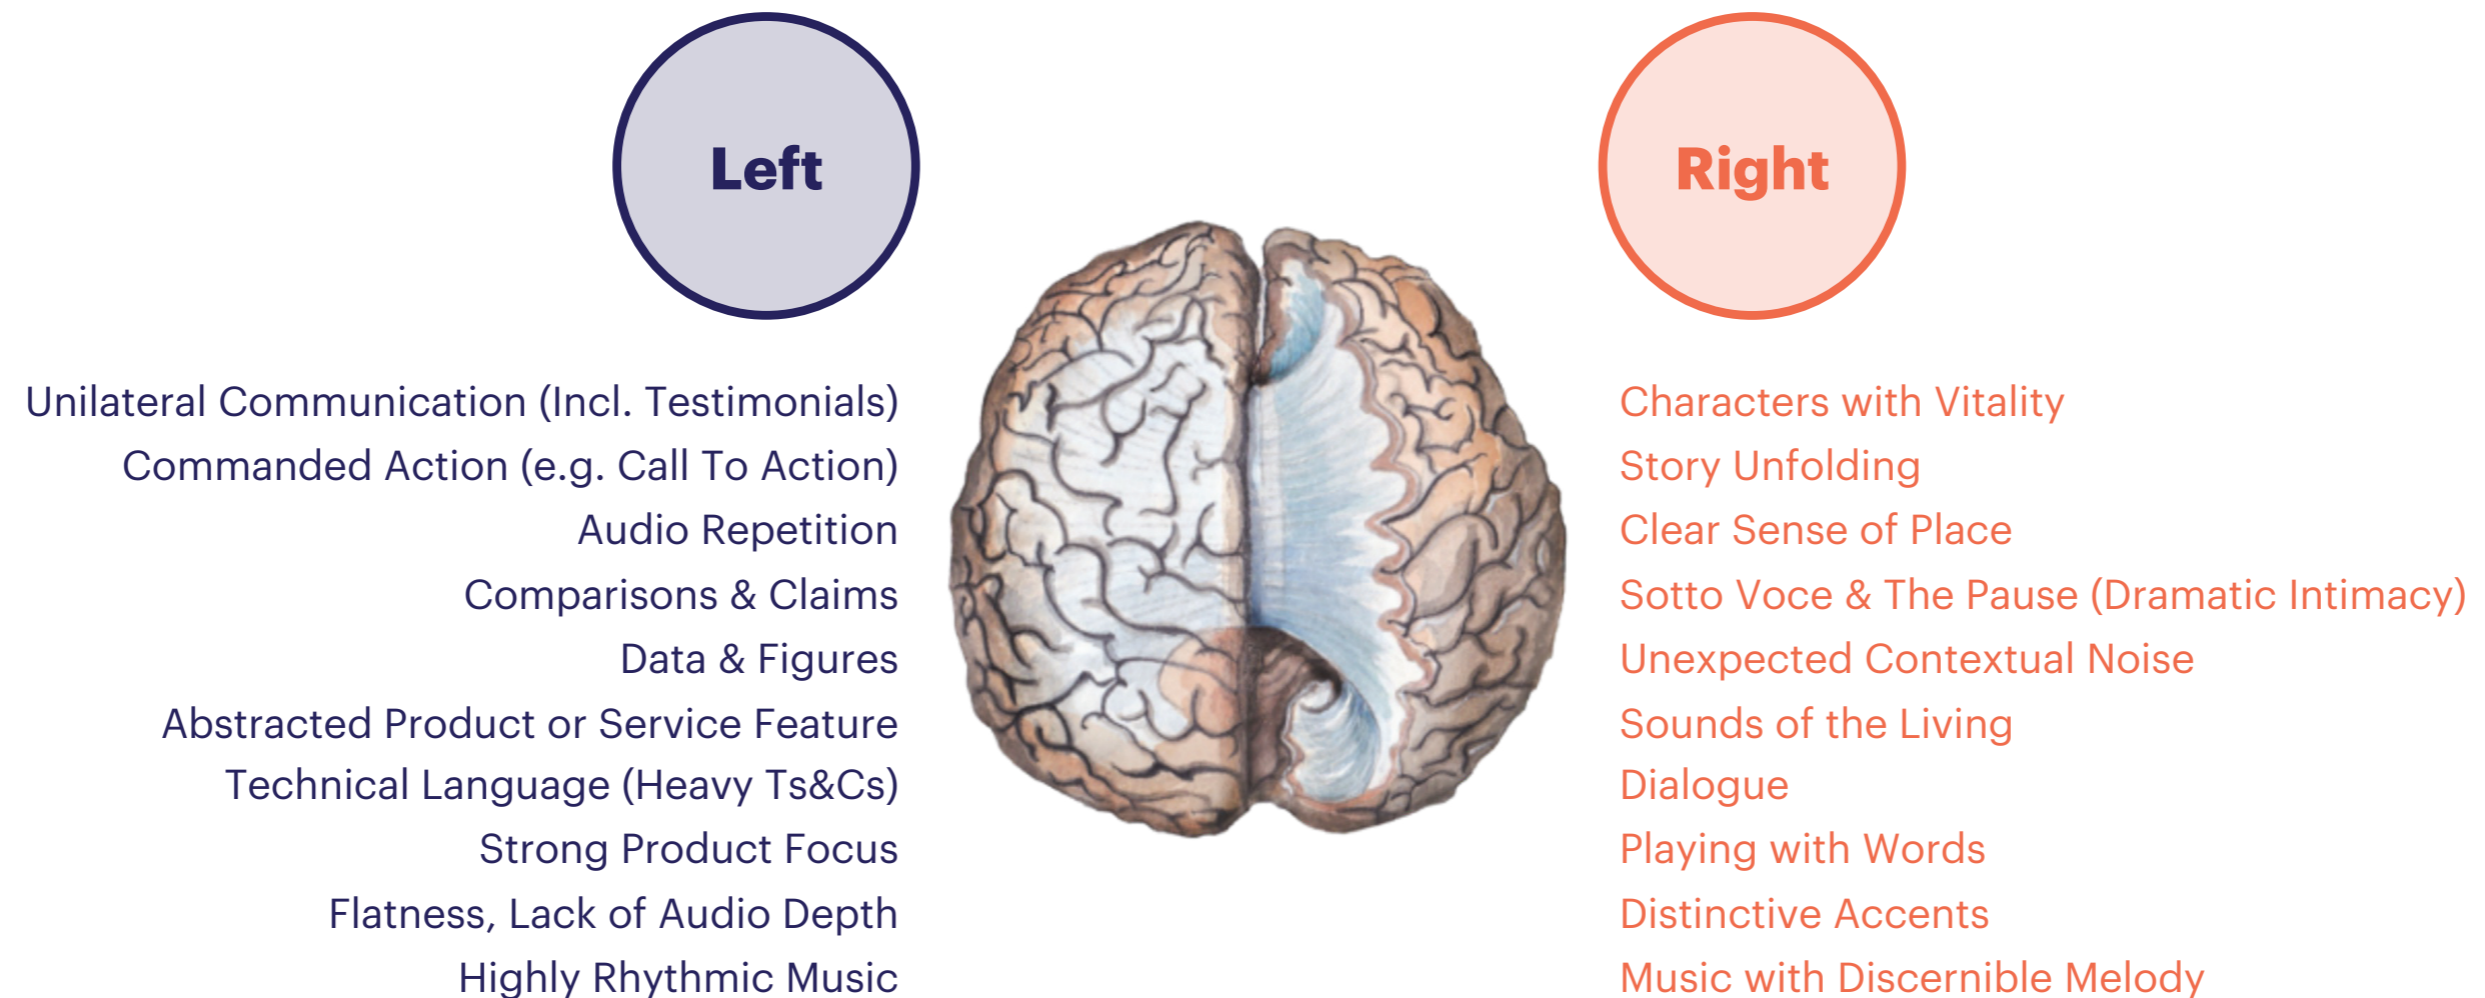 Left
Unilateral Communication (Incl. Testimonials)
Commanded Action (e.g. Call To Action)
Audio Repetition
Comparisons & Claims
Data & Figures
Abstracted Product or Service Feature
Technical Language (Heavy Ts&Cs)
Strong Product Focus
Flatness, Lack of Audio Depth
Highly Rhythmic Music
Right
Characters with Vitality
Story Unfolding
Clear Sense of Place
Sotto Voce & The Pause (Dramatic Intimacy)
Unexpected Contextual Noise
Sounds of the Living
Dialogue
Playing with Words
Distinctive Accents
Music with Discernible Melody